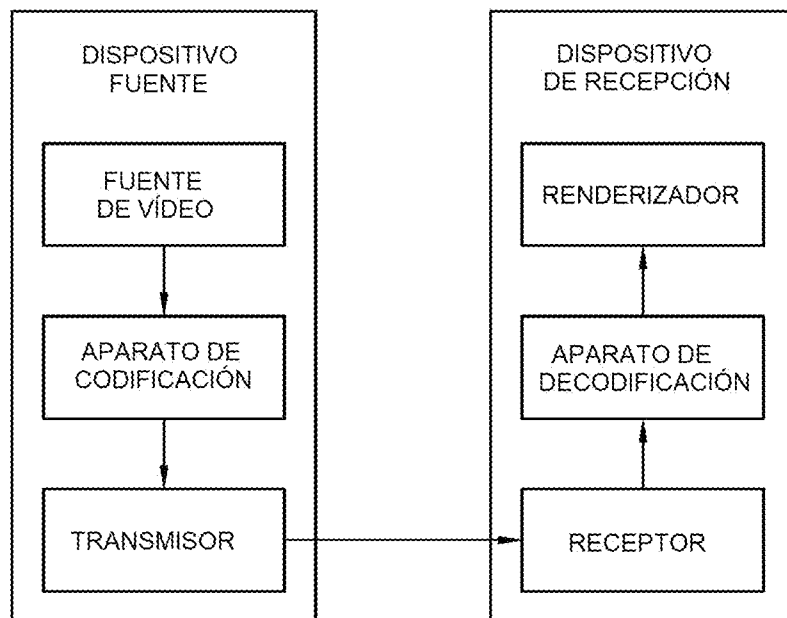 DISPOSITIVO
FUENTE
FUENTE
DE VÍDEO
APARATO DE
CODIFICACIÓN
TRANSMISOR
DISPOSITIVO
DE RECEPCIÓN
RENDERIZADOR
APARATO DE
DECODIFICACIÓN
RECEPTOR